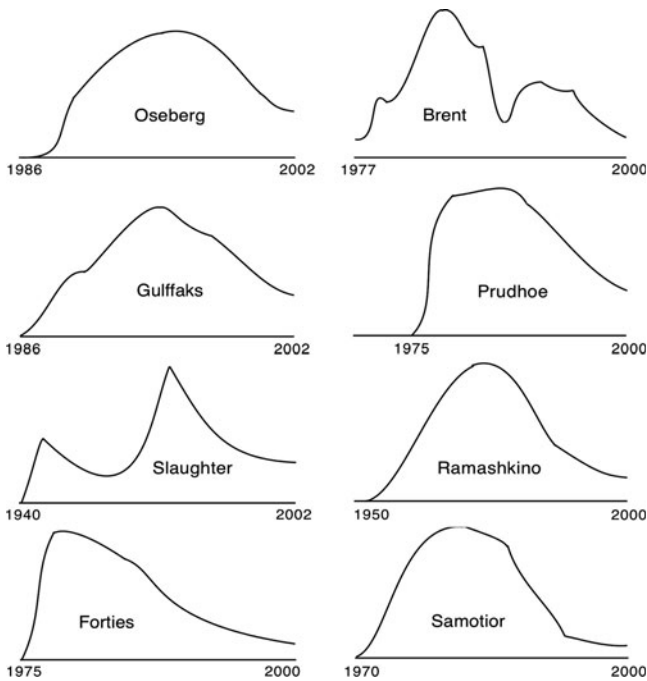 Oseberg
1986 2002
Brent
1977 2000
Gulffaks
1986 2002
Prudhoe
1975 2000
Slaughter
1940 2002
Ramashkino
1950 2000
Forties
1975 2000
Samotior
1970 2000